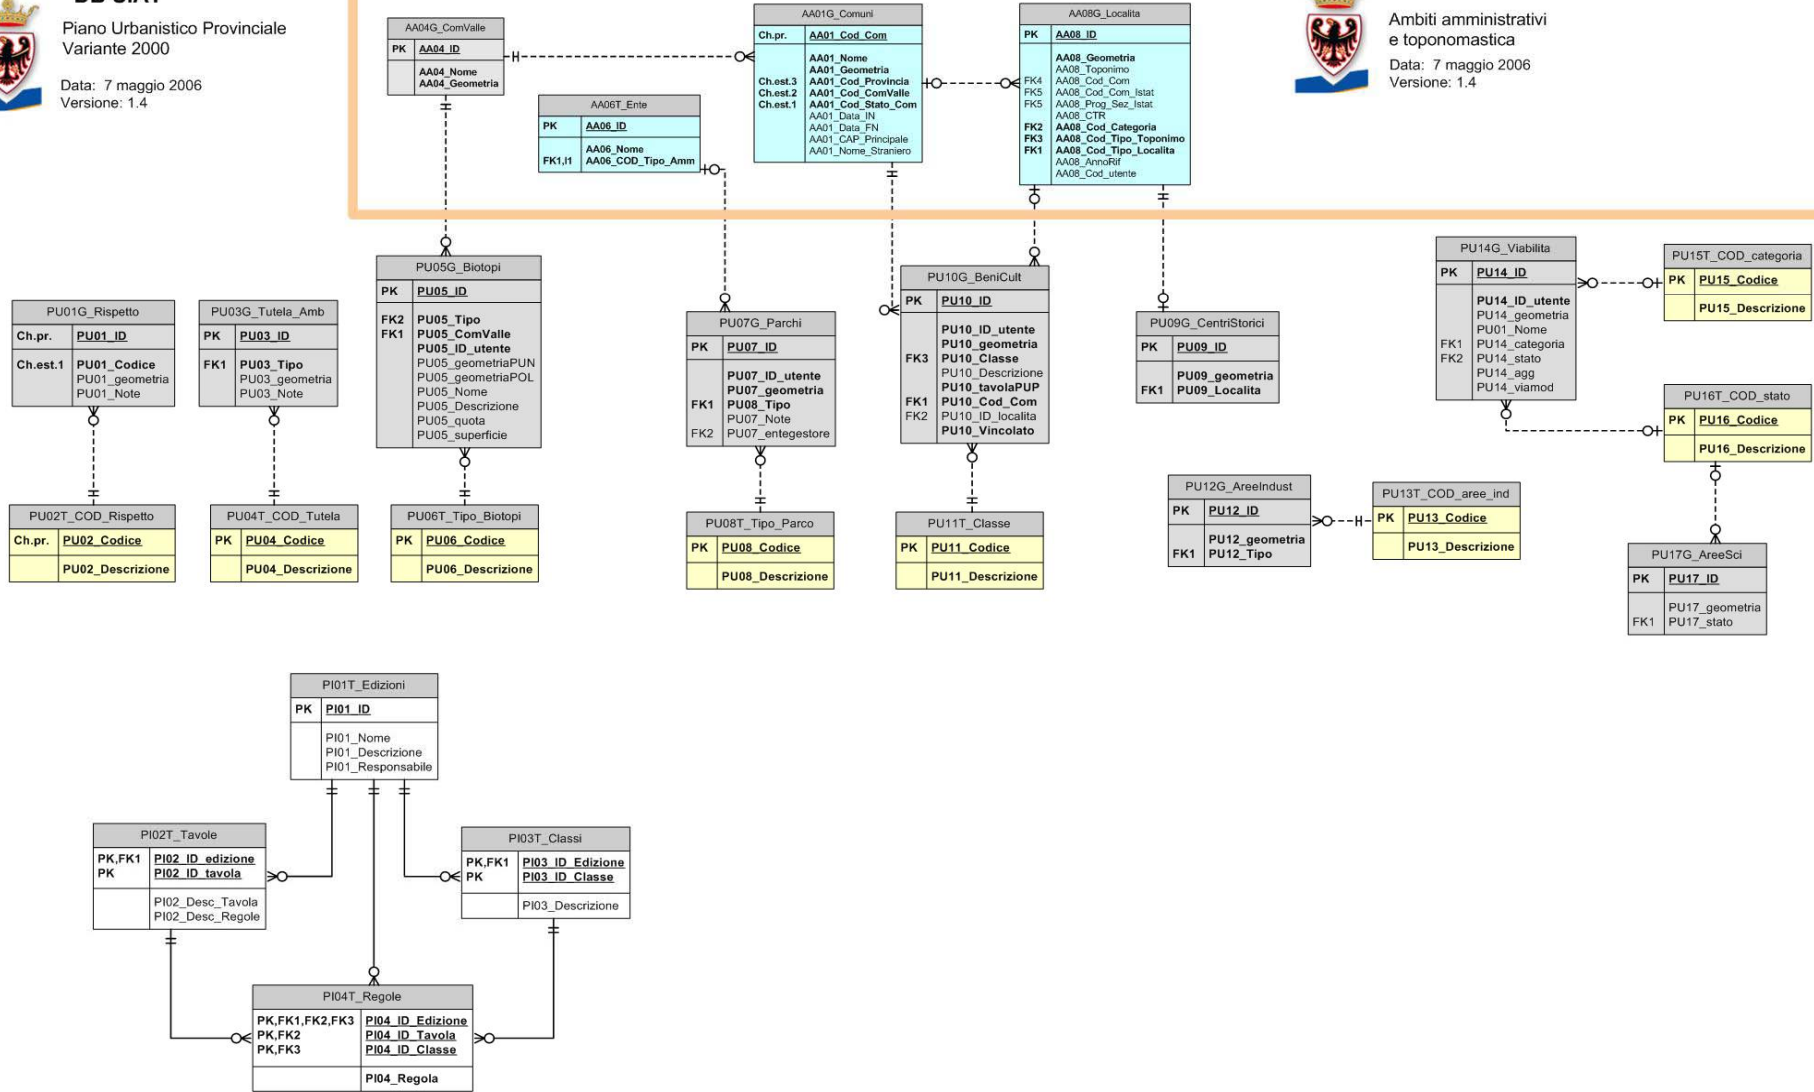 Piano Urbanistico Provinciale
Variante 2000
Data: 7 maggio 2006
Versione: 1.4
AA04G_ComValle
PK AA04_ID
AA04_Nome
AA04_Geometria
AA06T_Ente
PK AA06_ID
AA06_Nome
FK1,I1 AA06_COD_Tipo_Amm
AA01G_Comuni
Ch.pr. AA01_Cod_Com
AA01_Nome
AA01_Geometria
Ch.est.3 AA01_Cod_Provincia
Ch.est.2 AA01_Cod_ComValle
Ch.est.1 AA01_Cod_Stato_Com
AA01_Data_IN
AA01_Data_FN
AA01_CAP_Principale
AA01_Nome_Straniero
AA08G_Localita
PK AA08_ID
AA08_Geometria
AA08_Toponimo
FK4 AA08_Cod_Com
FK5 AA08_Cod_Com_Istat
FK5 AA08_Prog_Sez_Istat
AA08_CTR
FK2 AA08_Cod_Categoria
FK3 AA08_Cod_Tipo_Toponimo
FK1 AA08_Cod_Tipo_Localita
AA08_AnnoRif
AA08_Cod_utente
Ambiti amministrativi
e toponomastica
Data: 7 maggio 2006
Versione: 1.4
PU01G_Rispetto
Ch.pr. PU01_ID
Ch.est.1 PU01_Codice
PU01_geometria
PU01_Note
PU03G_Tutela_Amb
PK PU03_ID
FK1 PU03_Tipo
PU03_geometria
PU03_Note
PU05G_Biotopi
PK PU05_ID
FK2 PU05_Tipo
FK1 PU05_ComValle
PU05_ID_utente
PU05_geometriaPUN
PU05_geometriaPOL
PU05_Nome
PU05_Descrizione
PU05_quota
PU05_superficie
PU07G_Parchi
PK PU07_ID
PU07_ID_utente
PU07_geometria
FK1 PU08_Tipo
PU07_Note
FK2 PU07_entegestore
PU10G_BeniCult
PK PU10_ID
PU10_ID_utente
PU10_geometria
FK3 PU10_Classe
PU10_Descrizione
PU10_tavolaPUP
FK1 PU10_Cod_Com
FK2 PU10_ID_localita
PU10_Vincolato
PU09G_CentriStorici
PK PU09_ID
PU09_geometria
FK1 PU09_Localita
PU14G_Viabilita
PK PU14_ID
PU14_ID_utente
PU14_geometria
PU01_Nome
FK1 PU14_categoria
FK2 PU14_stato
PU14_agg
PU14_viamod
PU15T_COD_categoria
PK PU15_Codice
PU15_Descrizione
PU16T_COD_stato
PK PU16_Codice
PU16_Descrizione
PU02T_COD_Rispetto
Ch.pr. PU02_Codice
PU02_Descrizione
PU04T_COD_Tutela
PK PU04_Codice
PU04_Descrizione
PU06T_Tipo_Biotopi
PK PU06_Codice
PU06_Descrizione
PU08T_Tipo_Parco
PK PU08_Codice
PU08_Descrizione
PU11T_Classe
PK PU11_Codice
PU11_Descrizione
PU12G_AreeIndust
PK PU12_ID
PU12_geometria
FK1 PU12_Tipo
PU13T_COD_aree_ind
PK PU13_Codice
PU13_Descrizione
PU17G_AreeSci
PK PU17_ID
PU17_geometria
FK1 PU17_stato
PI01T_Edizioni
PK PI01_ID
PI01_Nome
PI01_Descrizione
PI01_Responsabile
PI02T_Tavole
PK,FK1 PI02_ID_edizione
PK PI02_ID_tavola
PI02_Desc_Tavola
PI02_Desc_Regole
PI03T_Classi
PK,FK1 PI03_ID_Edizione
PK PI03_ID_Classe
PI03_Descrizione
PI04T_Regole
PK,FK1,FK2,FK3 PI04_ID_Edizione
PK,FK2 PI04_ID_Tavola
PK,FK3 PI04_ID_Classe
PI04_Regola